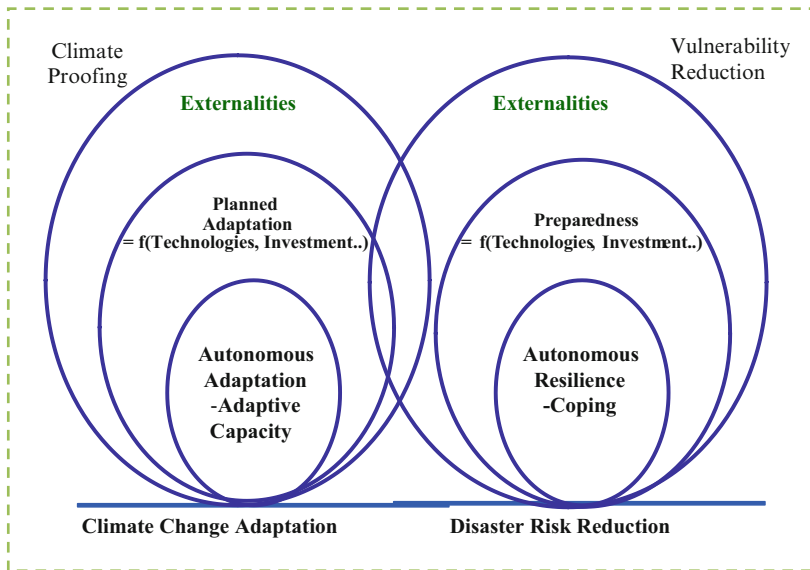 Climate
Proofing
Vulnerability
Reduction
Externalities
Externalities
Planned
Adaptation
= f(Technologies, Investment..)
Preparedness
= f(Technologies, Investment..)
Autonomous
Adaptation
-Adaptive
Capacity
Autonomous
Resilience
-Coping
Climate Change Adaptation
Disaster Risk Reduction